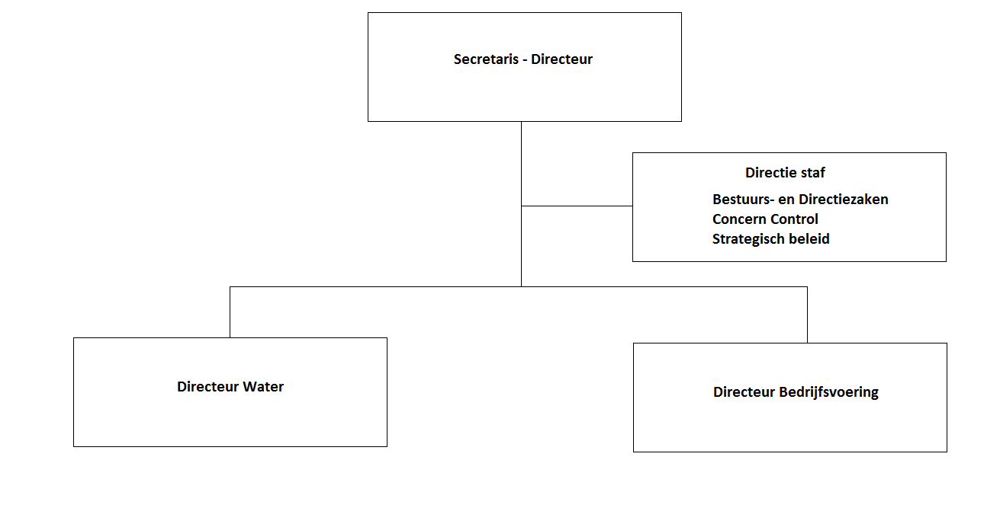 Secretaris - Directeur
Directie staf
Bestuurs- en Directiezaken
Concern Control
Strategisch beleid
Directeur Water
Directeur Bedrijfsvoering